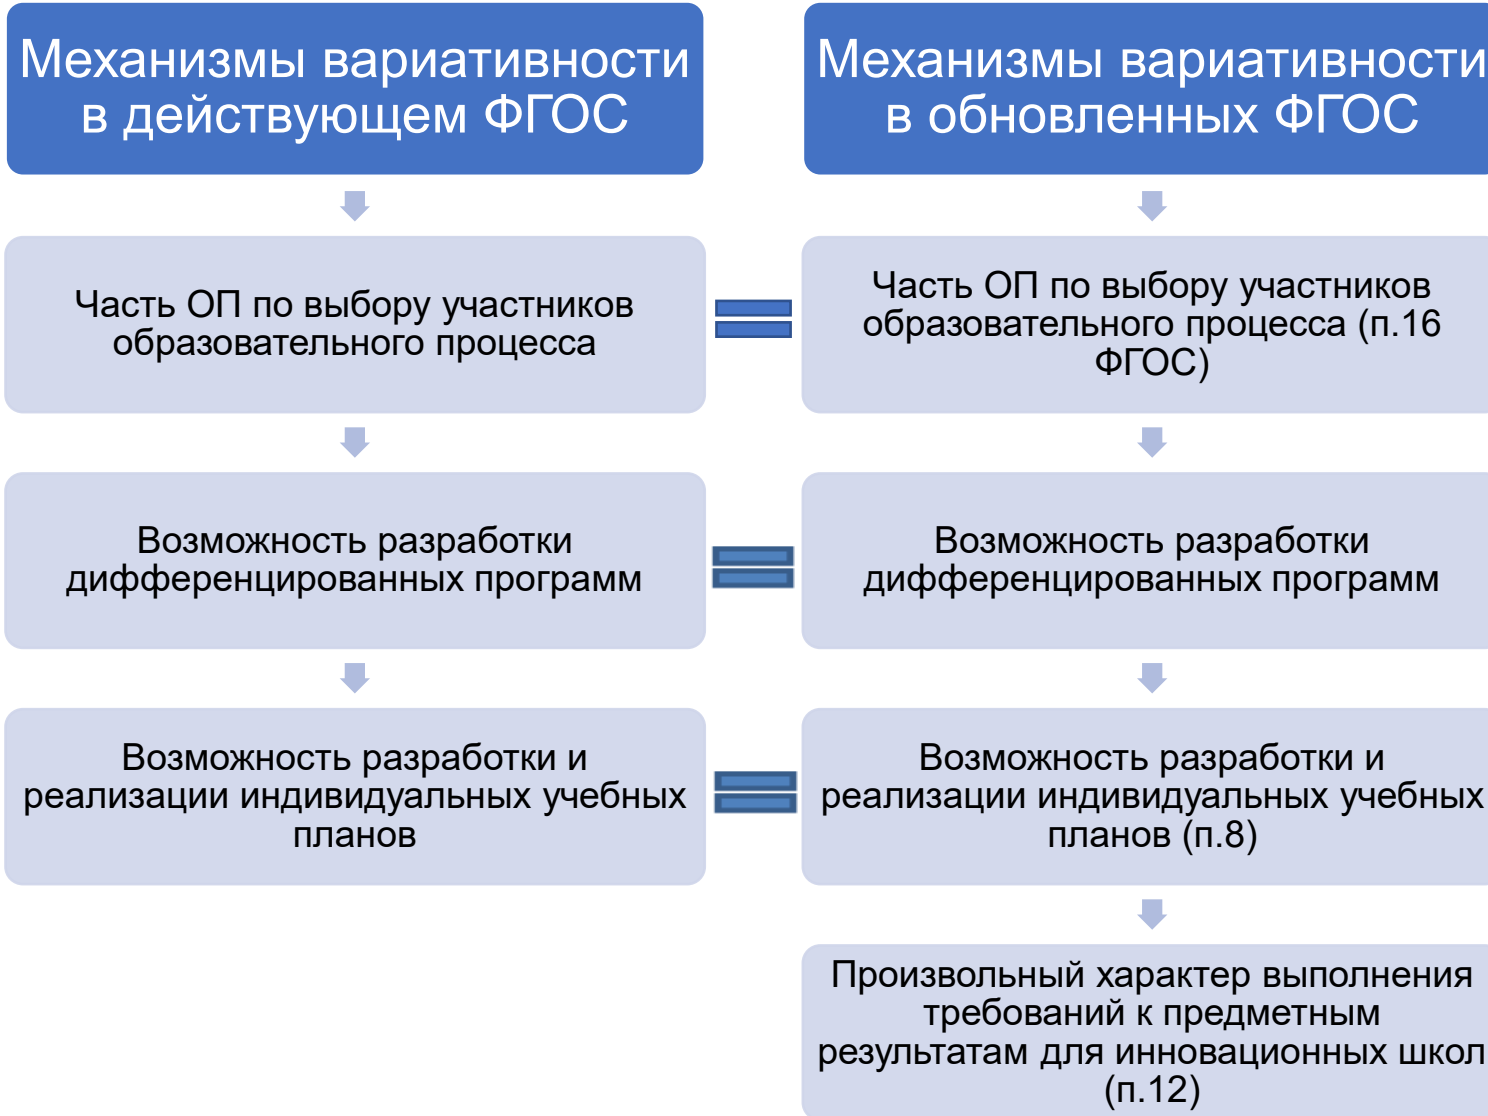 Механизмы вариативности
в действующем ФГОС
Часть ОП по выбору участников
образовательного процесса
Возможность разработки
дифференцированных программ
Возможность разработки и
реализации индивидуальных учебных
планов
Механизмы вариативности
в обновленных ФГОС
Часть ОП по выбору участников
образовательного процесса (п.16
ФГОС)
Возможность разработки
дифференцированных программ
Возможность разработки и
реализации индивидуальных учебных
планов (п.8)
Произвольный характер выполнения
требований к предметным
результатам для инновационных школ
(п.12)